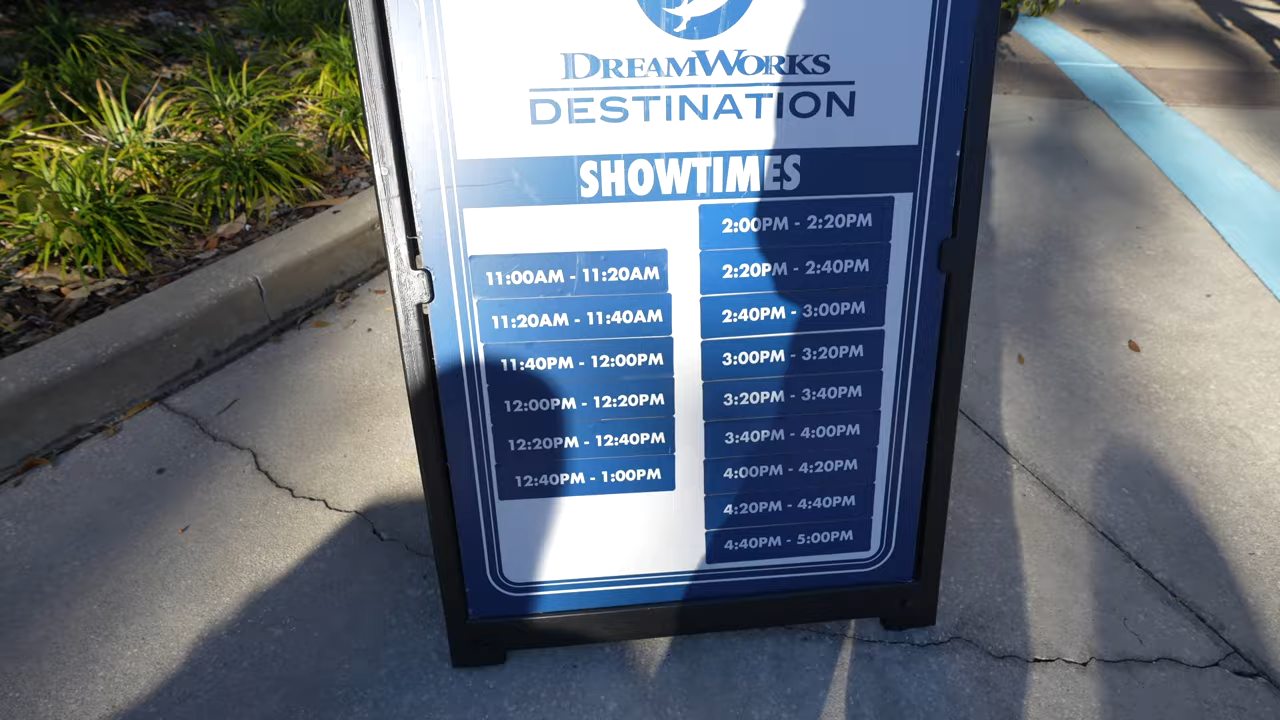 DREAMWORKS
DESTINATION
SHOWTIMES
11:00AM - 11:20AM
11:20AM - 11:40AM
11:40PM - 12:00PM
12:00PM - 12:20PM
12:20PM - 12:40PM
12:40PM - 1:00PM
2:00PM - 2:20PM
2:20PM - 2:40PM
2:40PM - 3:00PM
3:00PM - 3:20PM
3:20PM - 3:40PM
3:40PM - 4:00PM
4:00PM - 4:20PM
4:20PM - 4:40PM
4:40PM - 5:00PM